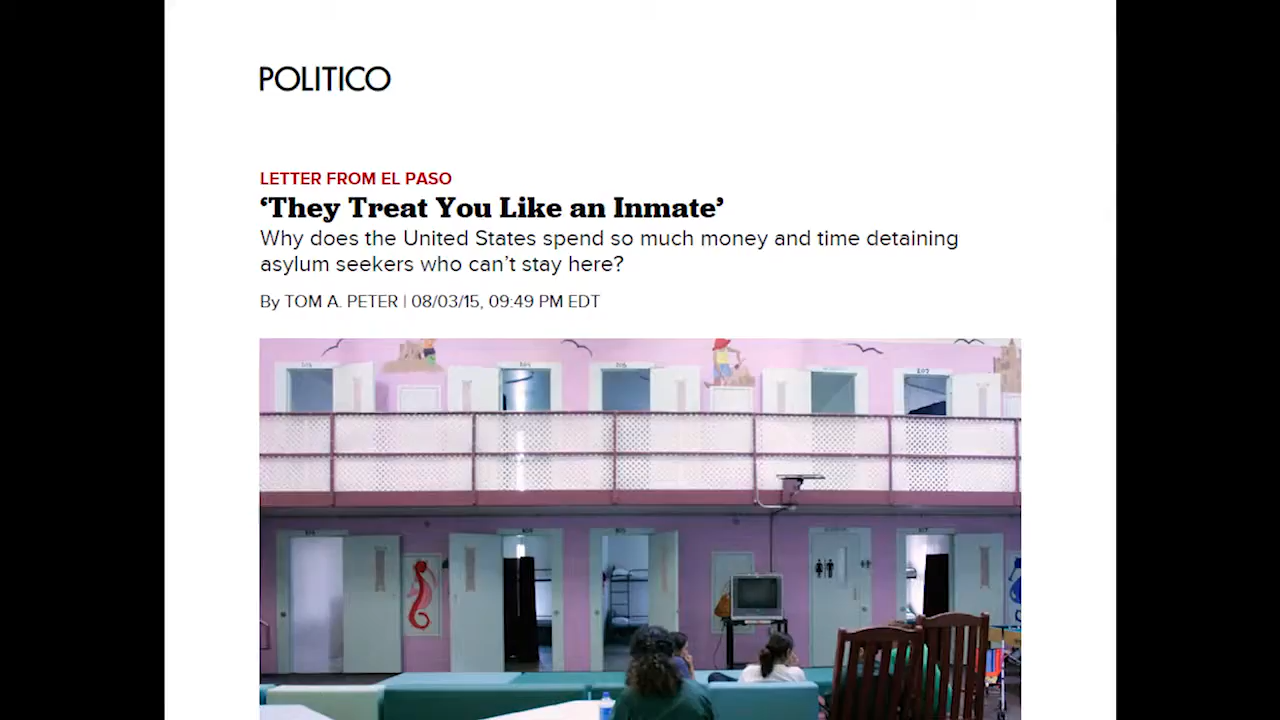 POLITICO
LETTER FROM EL PASO
‘They Treat You Like an Inmate’
Why does the United States spend so much money and time detaining
asylum seekers who can’t stay here?
By TOM A. PETER | 08/03/15, 09:49 PM EDT